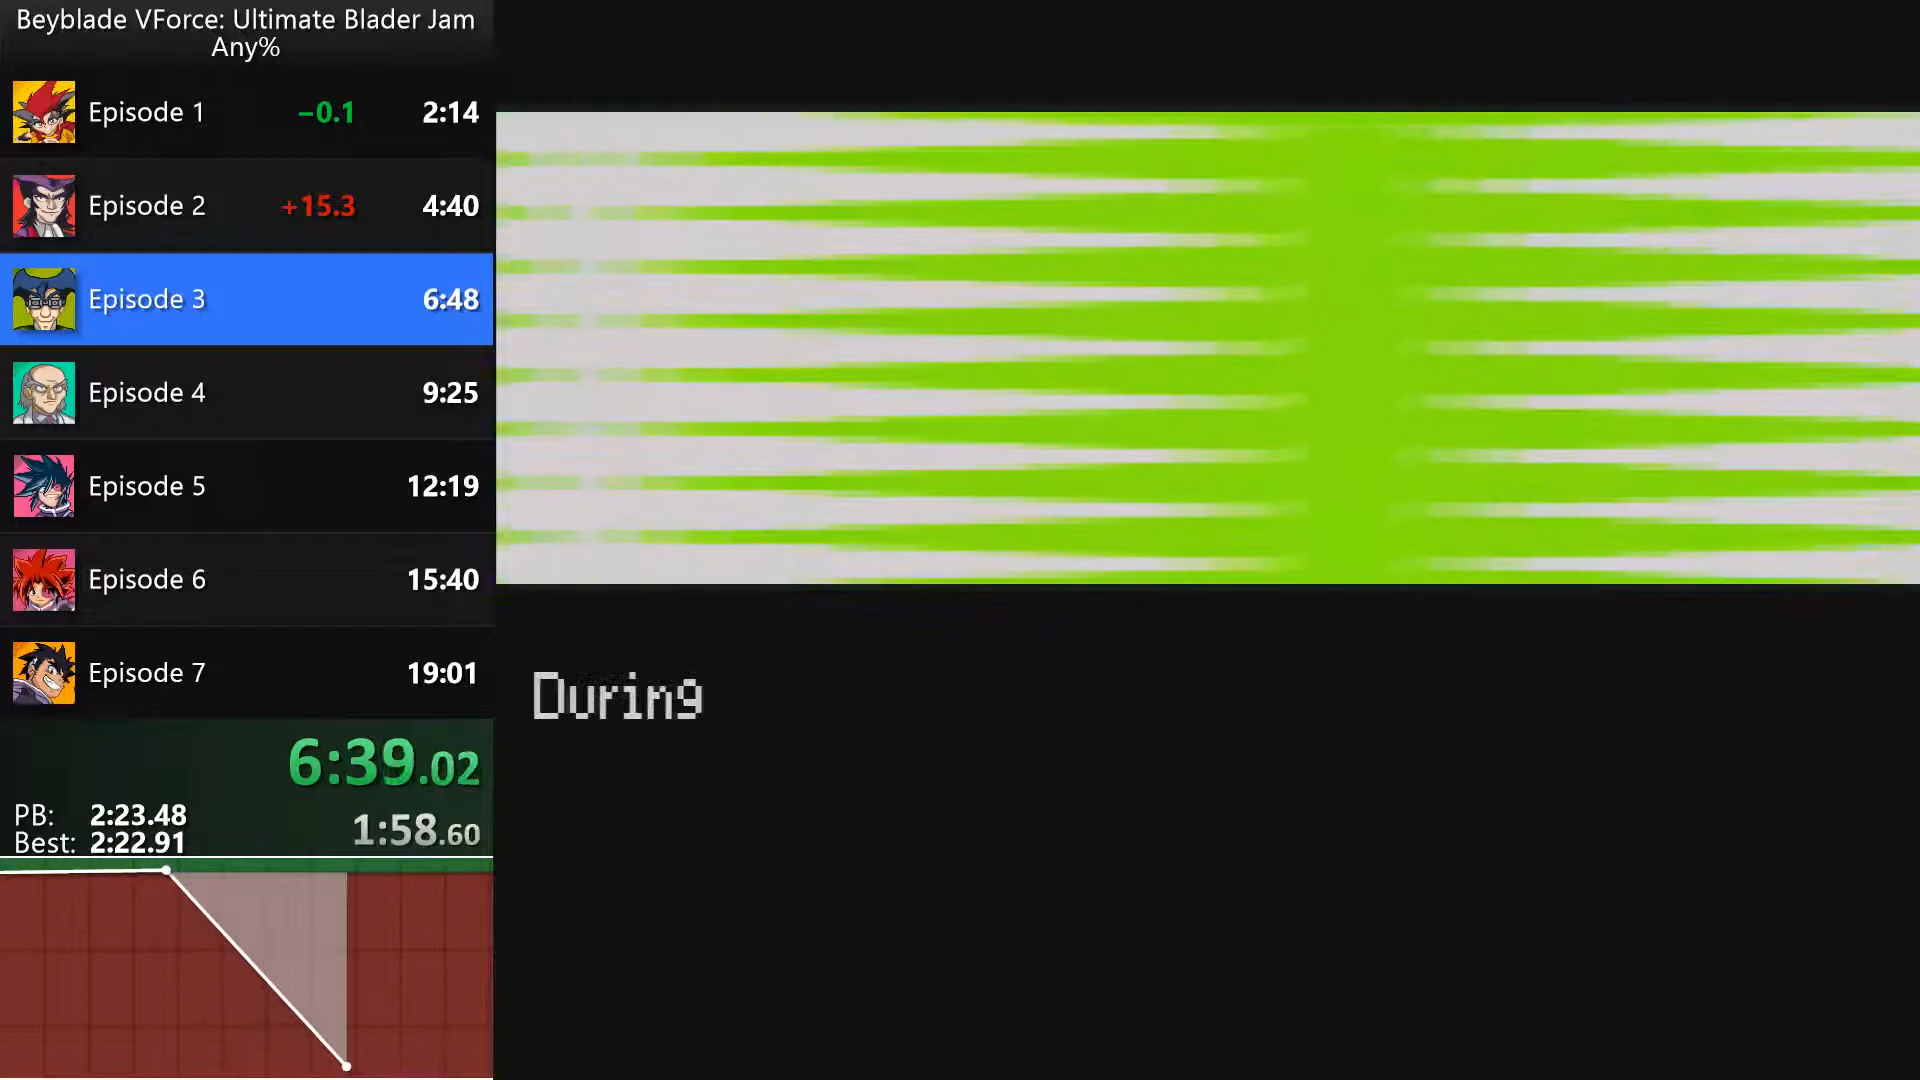 Beyblade VForce: Ultimate Blader Jam
Any%
Episode 1 −0.1 2:14
Episode 2 +15.3 4:40
Episode 3 6:48
Episode 4 9:25
Episode 5 12:19
Episode 6 15:40
Episode 7 19:01
6:39.02
PB: 2:23.48
Best: 2:22.91
1:58.60
During